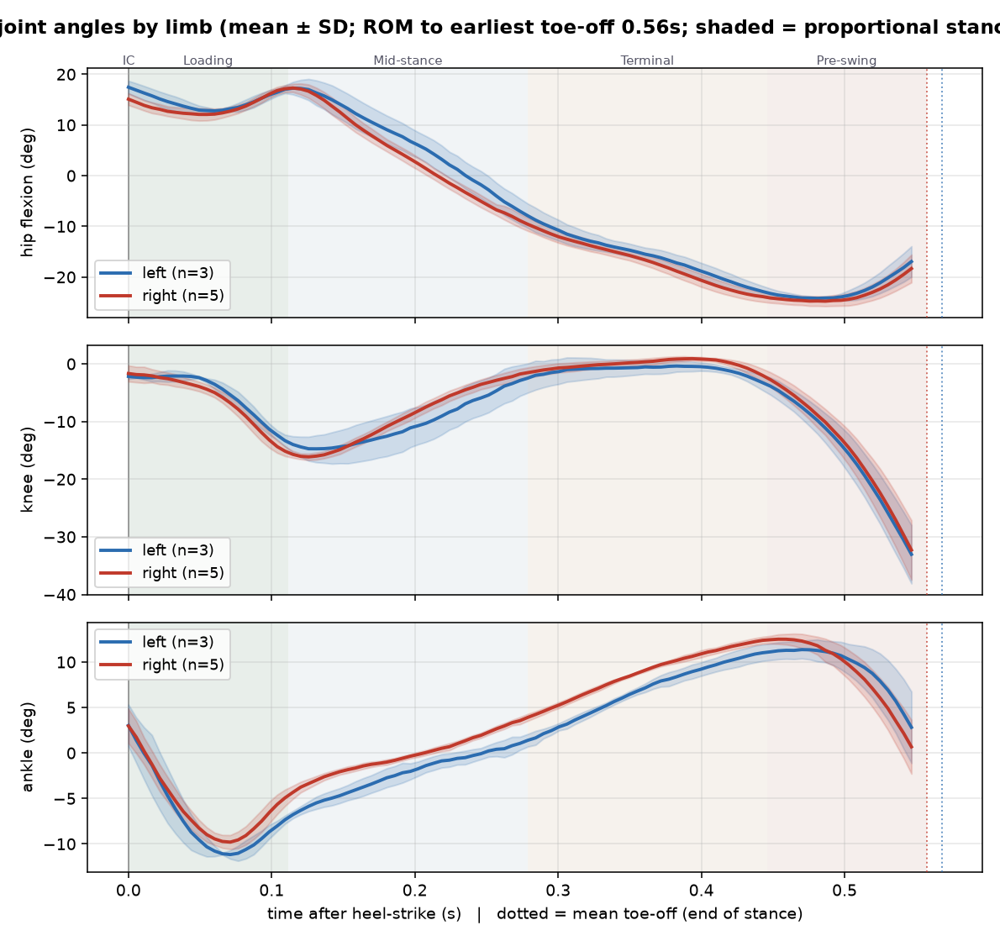 joint angles by limb (mean ± SD; ROM to earliest toe-off 0.56s; shaded = proportional
IC Loading Mid-stance Terminal Pre-swing
20
10
0
−10
−20
hip flexion (deg)
left (n=3)
right (n=5)
0
−10
−20
−30
−40
knee (deg)
left (n=3)
right (n=5)
10
5
0
−5
−10
ankle (deg)
left (n=3)
right (n=5)
0.0 0.1 0.2 0.3 0.4 0.5
time after heel-strike (s) | dotted = mean toe-off (end of stance)